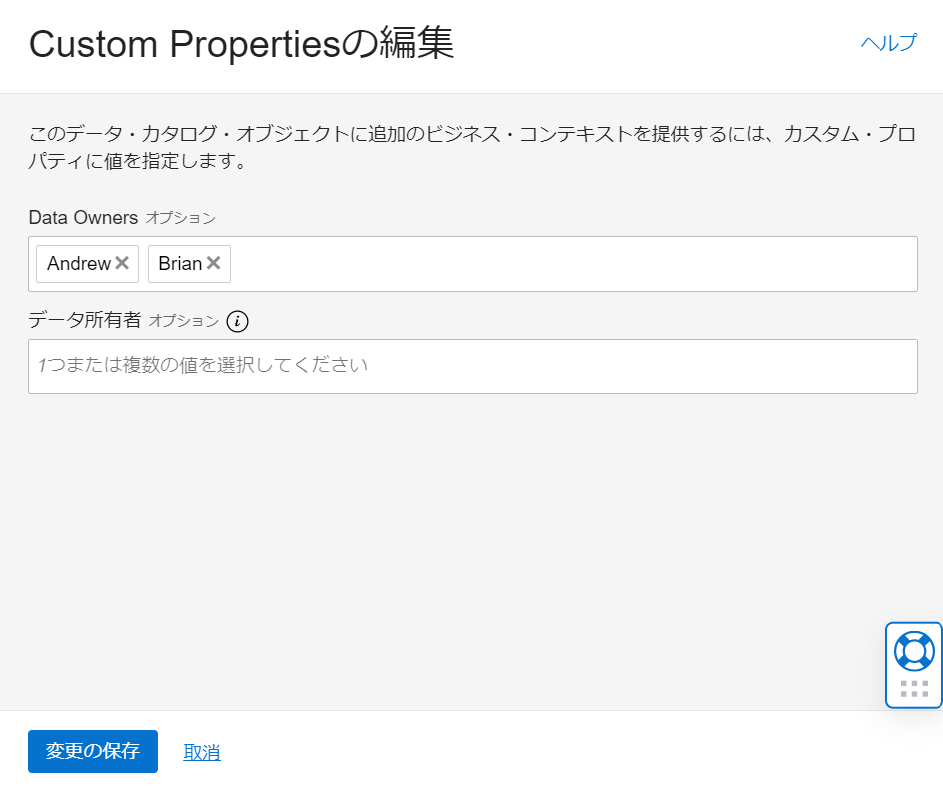 Custom Propertiesの編集
ヘルプ
このデータ・カタログ・オブジェクトに追加のビジネス・コンテキストを提供するには、カスタム・プロ
パティに値を指定します。
Data Owners オプション
Andrew Brian
データ所有者 オプション i
1つまたは複数の値を選択してください
変更の保存 取消